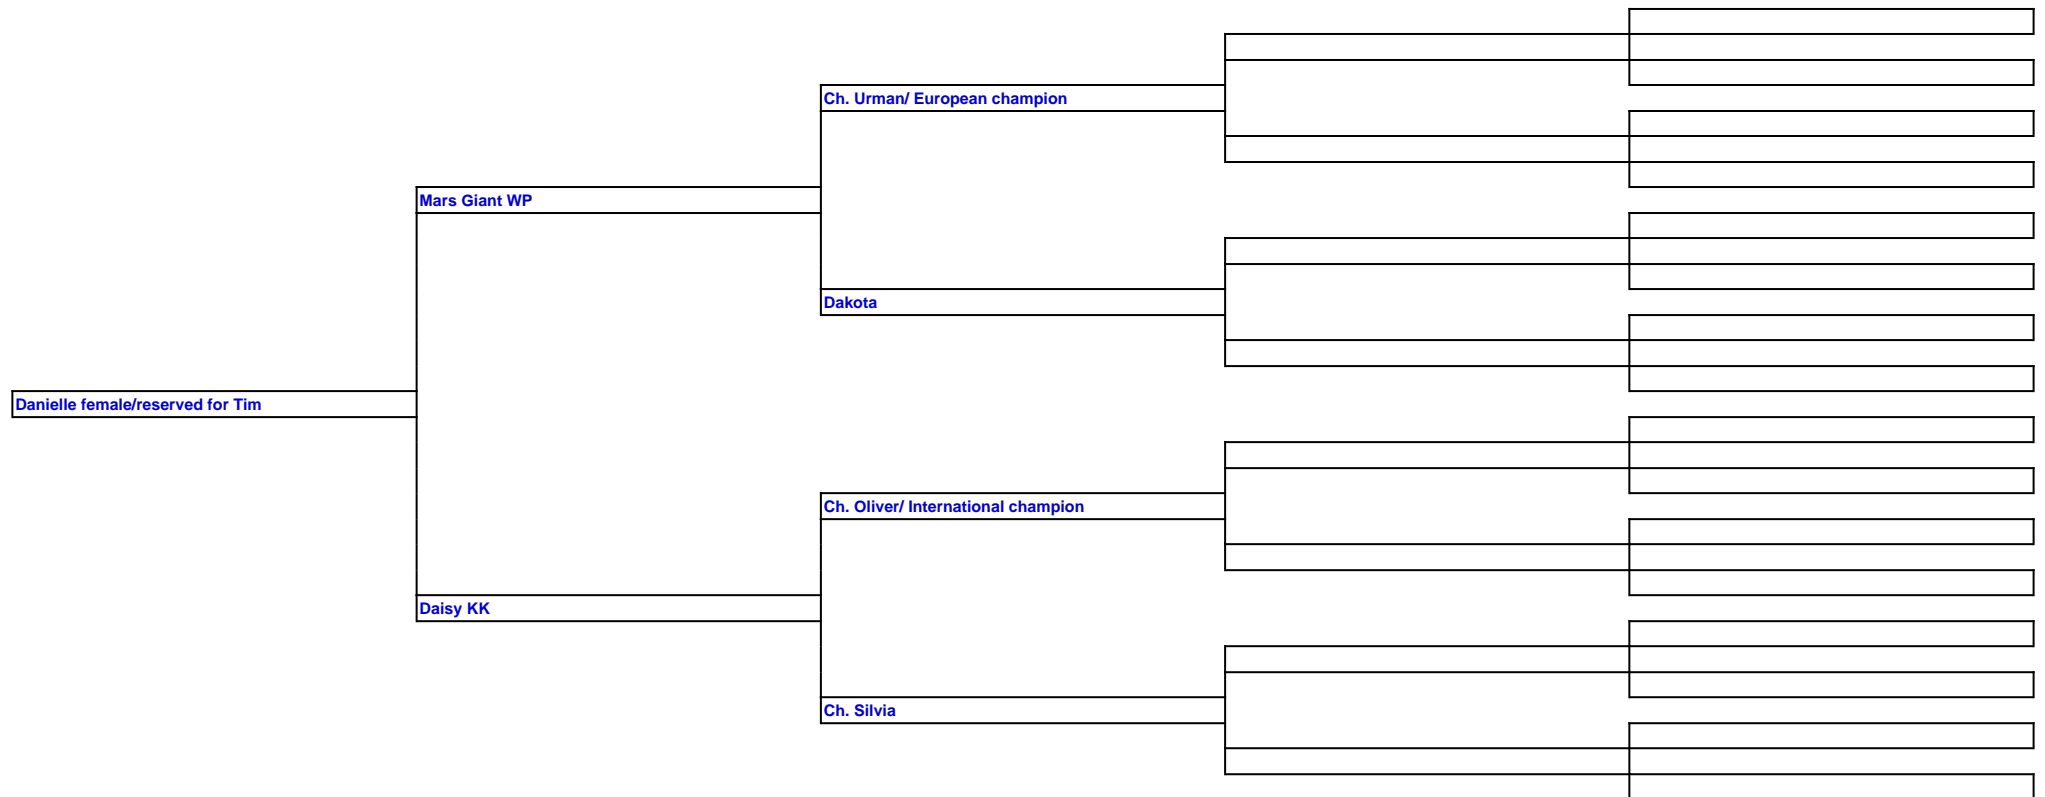 Ch. Urman/ European champion
Mars Giant WP
Dakota
Danielle female/reserved for Tim
Ch. Oliver/ International champion
Daisy KK
Ch. Silvia